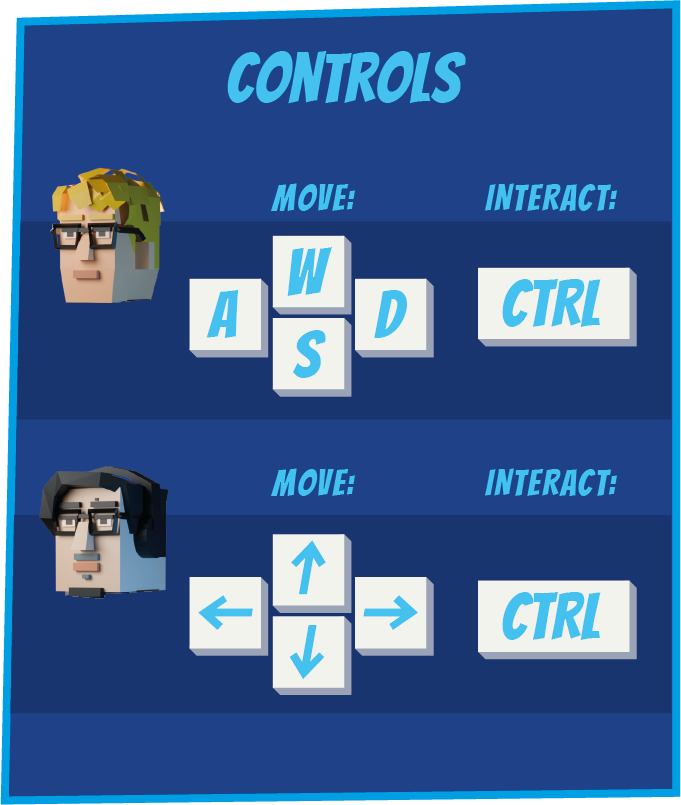 CONTROLS
MOVE: INTERACT:
W
A D CTRL
S
MOVE: INTERACT:
↑
← → CTRL
↓